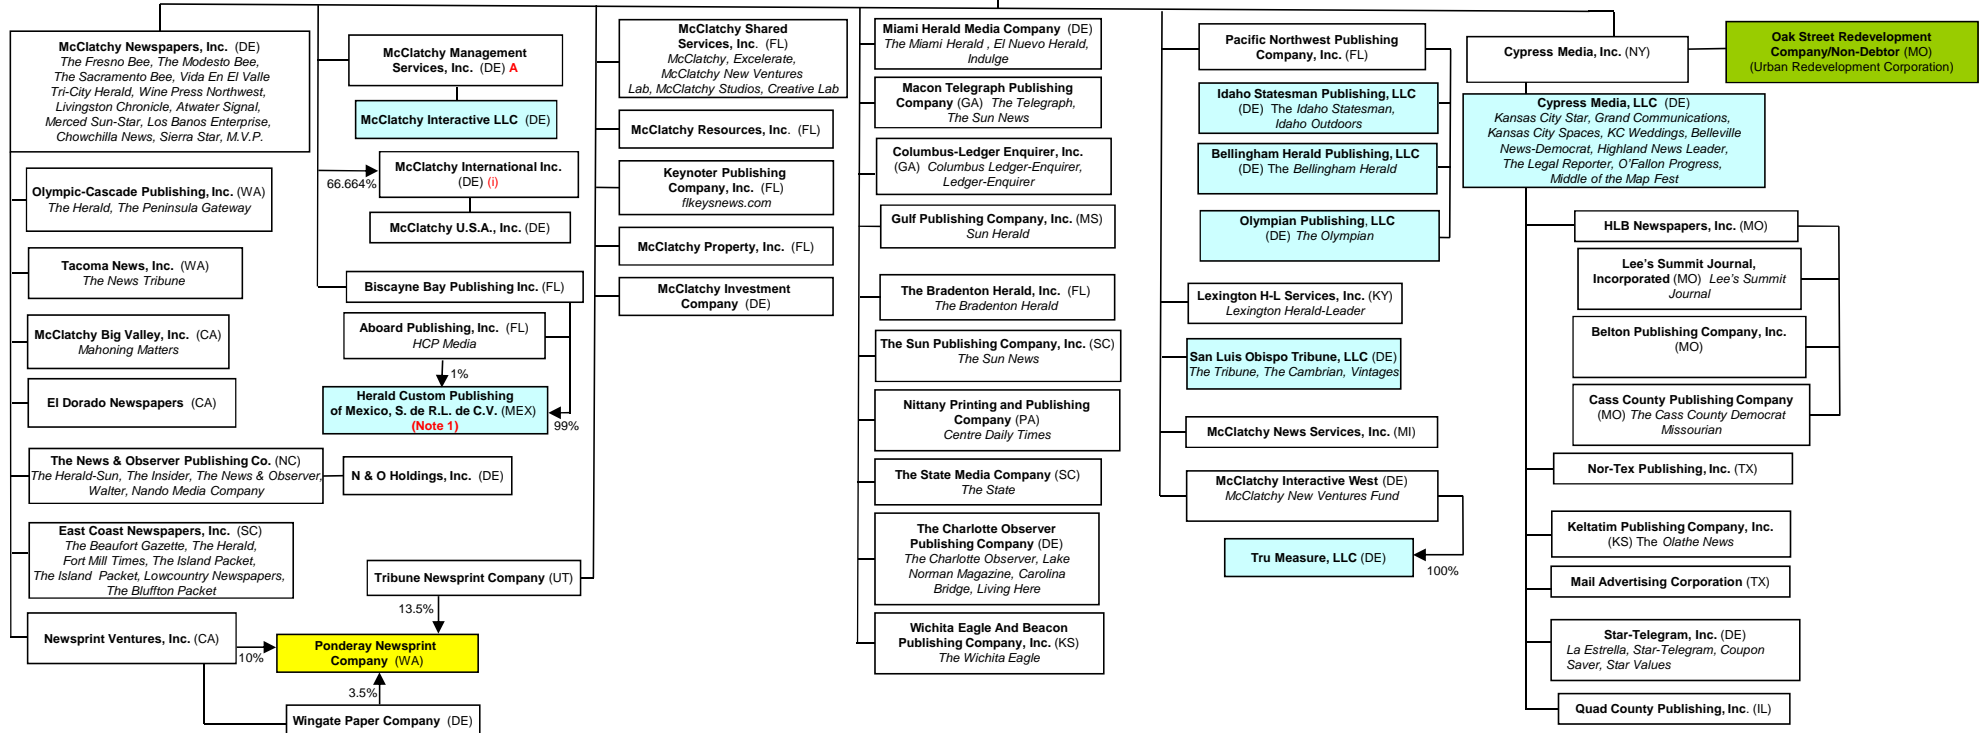 McClatchy Newspapers, Inc. (DE)
The Fresno Bee, The Modesto Bee,
The Sacramento Bee, Vida En El Valle
Tri-City Herald, Wine Press Northwest,
Livingston Chronicle, Atwater Signal,
Merced Sun-Star, Los Banos Enterprise,
Chowchilla News, Sierra Star, M.V.P.
Olympic-Cascade Publishing, Inc. (WA)
The Herald, The Peninsula Gateway
Tacoma News, Inc. (WA)
The News Tribune
McClatchy Big Valley, Inc. (CA)
Mahoning Matters
El Dorado Newspapers (CA)
The News & Observer Publishing Co. (NC)
The Herald-Sun, The Insider, The News & Observer,
Walter, Nando Media Company
N & O Holdings, Inc. (DE)
East Coast Newspapers, Inc. (SC)
The Beaufort Gazette, The Herald,
Fort Mill Times, The Island Packet,
The Island Packet, Lowcountry Newspapers,
The Bluffton Packet
Newsprint Ventures, Inc. (CA)
10%
Ponderay Newsprint
Company (WA)
3.5%
Wingate Paper Company (DE)
McClatchy Management
Services, Inc. (DE) A
McClatchy Interactive LLC (DE)
66.664%
McClatchy International Inc.
(DE) (i)
McClatchy U.S.A., Inc. (DE)
Biscayne Bay Publishing Inc. (FL)
Aboard Publishing, Inc. (FL)
HCP Media
1%
Herald Custom Publishing
of Mexico, S. de R.L. de C.V. (MEX)
(Note 1)
99%
Tribune Newsprint Company (UT)
13.5%
McClatchy Shared
Services, Inc. (FL)
McClatchy, Excelerate,
McClatchy New Ventures
Lab, McClatchy Studios, Creative Lab
McClatchy Resources, Inc. (FL)
Keynoter Publishing
Company, Inc. (FL)
flkeysnews.com
McClatchy Property, Inc. (FL)
McClatchy Investment
Company (DE)
Miami Herald Media Company (DE)
The Miami Herald , El Nuevo Herald,
Indulge
Macon Telegraph Publishing
Company (GA) The Telegraph,
The Sun News
Columbus-Ledger Enquirer, Inc.
(GA) Columbus Ledger-Enquirer,
Ledger-Enquirer
Gulf Publishing Company, Inc. (MS)
Sun Herald
The Bradenton Herald, Inc. (FL)
The Bradenton Herald
The Sun Publishing Company, Inc. (SC)
The Sun News
Nittany Printing and Publishing
Company (PA)
Centre Daily Times
The State Media Company (SC)
The State
The Charlotte Observer
Publishing Company (DE)
The Charlotte Observer, Lake
Norman Magazine, Carolina
Bridge, Living Here
Wichita Eagle And Beacon
Publishing Company, Inc. (KS)
The Wichita Eagle
Pacific Northwest Publishing
Company, Inc. (FL)
Idaho Statesman Publishing, LLC
(DE) The Idaho Statesman,
Idaho Outdoors
Bellingham Herald Publishing, LLC
(DE) The Bellingham Herald
Olympian Publishing, LLC
(DE) The Olympian
Lexington H-L Services, Inc. (KY)
Lexington Herald-Leader
San Luis Obispo Tribune, LLC (DE)
The Tribune, The Cambrian, Vintages
McClatchy News Services, Inc. (MI)
McClatchy Interactive West (DE)
McClatchy New Ventures Fund
Tru Measure, LLC (DE)
100%
Cypress Media, Inc. (NY)
Oak Street Redevelopment
Company/Non-Debtor (MO)
(Urban Redevelopment Corporation)
Cypress Media, LLC (DE)
Kansas City Star, Grand Communications,
Kansas City Spaces, KC Weddings, Belleville
News-Democrat, Highland News Leader,
The Legal Reporter, O'Fallon Progress,
Middle of the Map Fest
HLB Newspapers, Inc. (MO)
Lee's Summit Journal,
Incorporated (MO) Lee's Summit
Journal
Belton Publishing Company, Inc.
(MO)
Cass County Publishing Company
(MO) The Cass County Democrat
Missourian
Nor-Tex Publishing, Inc. (TX)
Keltatim Publishing Company, Inc.
(KS) The Olathe News
Mail Advertising Corporation (TX)
Star-Telegram, Inc. (DE)
La Estrella, Star-Telegram, Coupon
Saver, Star Values
Quad County Publishing, Inc. (IL)